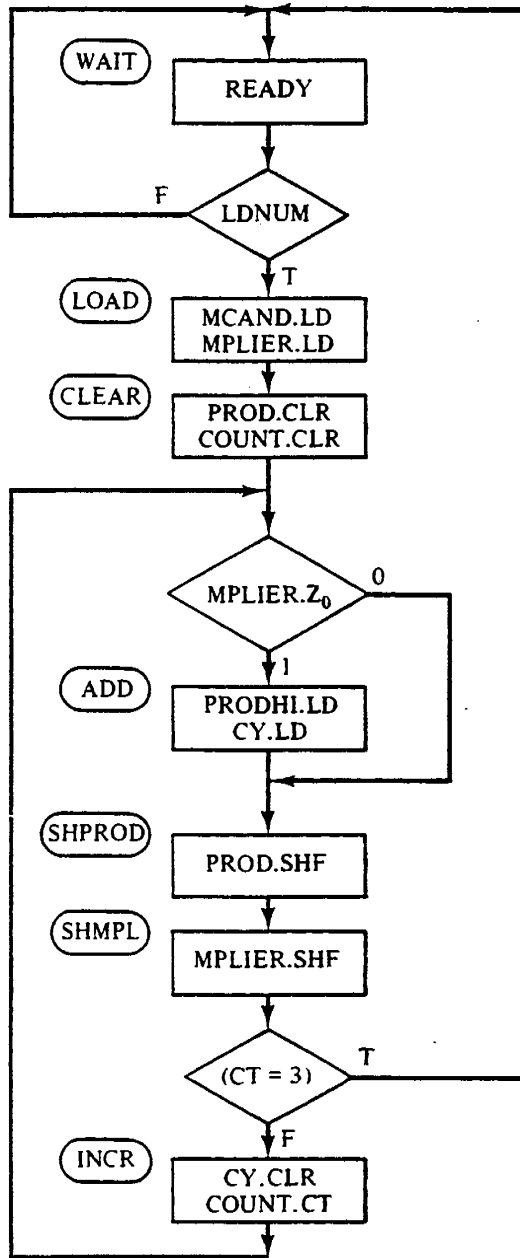 WAIT
READY
F
LDNUM
T
LOAD
MCAND.LD
MPLIER.LD
CLEAR
PROD.CLR
COUNT.CLR
MPLIER.Z₀
0
1
ADD
PRODHI.LD
CY.LD
SHPROD
PROD.SHF
SHMPL
MPLIER.SHF
(CT = 3)
T
F
INCR
CY.CLR
COUNT.CT